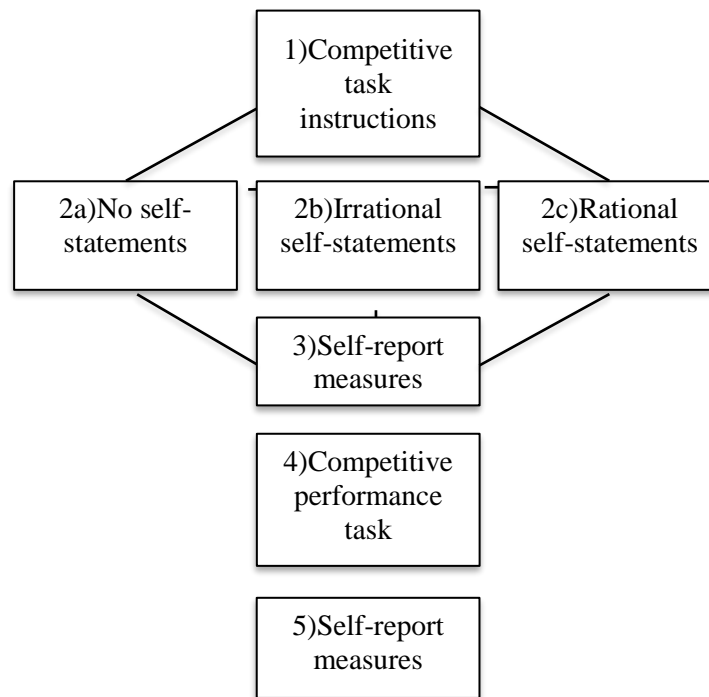 1)Competitive
task
instructions
2a)No self-
statements
2b)Irrational
self-statements
2c)Rational
self-statements
3)Self-report
measures
4)Competitive
performance
task
5)Self-report
measures